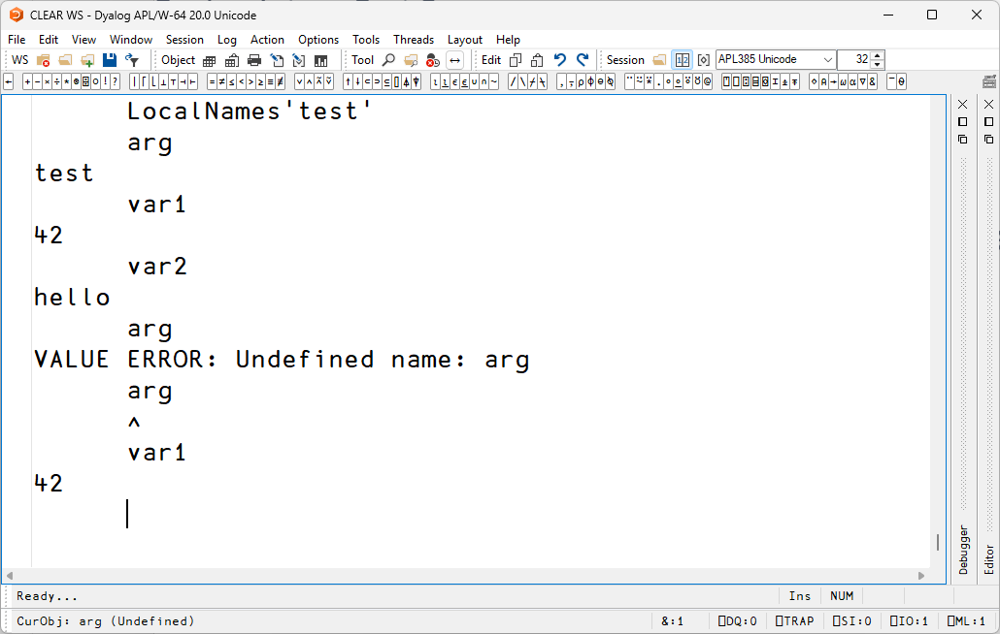 CLEAR WS - Dyalog APL/W-64 20.0 Unicode
File Edit View Window Session Log Action Options Tools Threads Layout Help
WS Object Tool Edit Session APL385 Unicode 32
← + - × ÷ * ⍟ ⌹ ○ ! ? | ⌈ ⌊ ⊥ ⊤ ⊣ ⊢ = ≠ ≤ < > ≥ ≡ ≢ ∨ ∧ ⍲ ⍱ ↑ ↓ ⊂ ⊃ ⊆ ⌷ ⍋ ⍒ ⍳ ⍸ ∊ ⍷ ∪ ∩ ~ / \ ⌿ ⍀ , ⍪ ⍴ ⌽ ⊖ ⍉ ¨ ⍨ ⍣ . ∘ ⍤ ⍥ @ ⍞ ⎕ ⍠ ⌸ ⌺ ⌶ ⍎ ⍕ ⋄ ⍝ → ⍵ ⍺ ∇ & ¯ ⍬
LocalNames'test'
arg
test
var1
42
var2
hello
arg
VALUE ERROR: Undefined name: arg
arg
^
var1
42
Debugger
Editor
Ready... Ins NUM
CurObj: arg (Undefined) &:1 ⎕DQ:0 ⎕TRAP ⎕SI:0 ⎕IO:1 ⎕ML:1